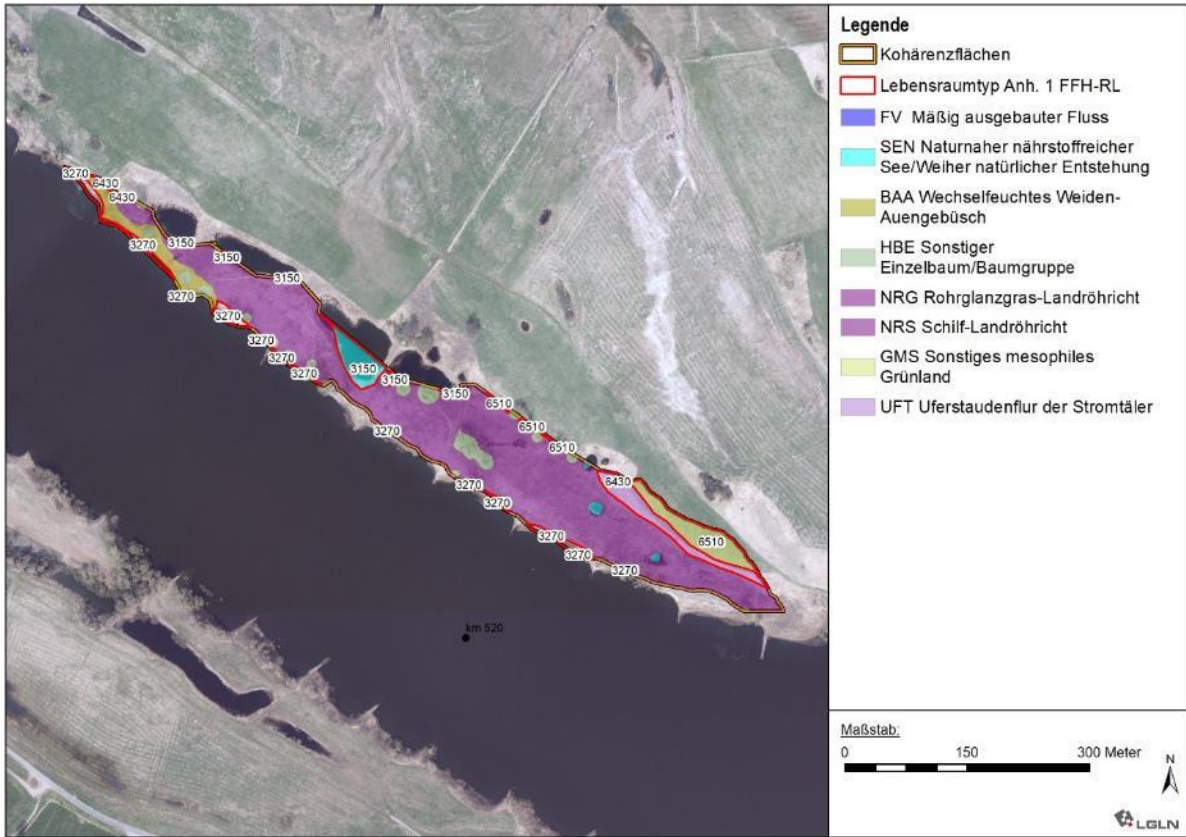 3270
6430
6430
3270
3150
3150
3150
3270
3270
3270
3270
3270
3150
3150
3150
3270
6510
6510
6510
3270
3270
6430
3270
3270
3270
6510
km 520
Legende
Kohärenzflächen
Lebensraumtyp Anh. 1 FFH-RL
FV Mäßig ausgebauter Fluss
SEN Naturnaher nährstoffreicher
See/Weiher natürlicher Entstehung
BAA Wechselfeuchtes Weiden-
Auengebüsch
HBE Sonstiger
Einzelbaum/Baumgruppe
NRG Rohrglanzgras-Landröhricht
NRS Schilf-Landröhricht
GMS Sonstiges mesophiles
Grünland
UFT Uferstaudenflur der Stromtäler
Maßstab:
0 150 300 Meter
N
LGLN